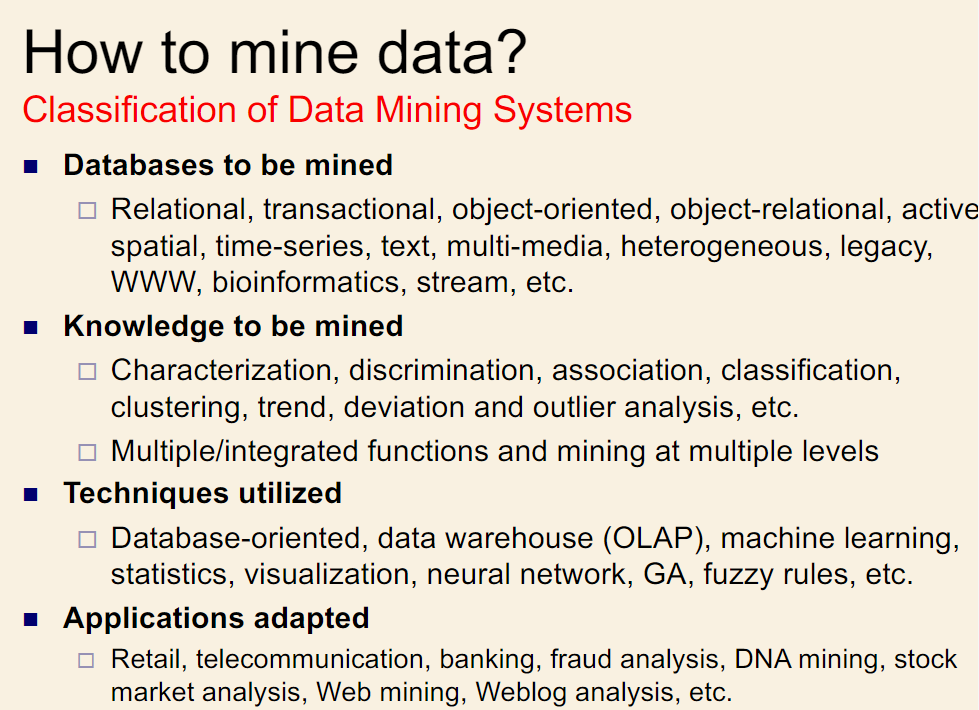 How to mine data?
Classification of Data Mining Systems
Databases to be mined
Relational, transactional, object-oriented, object-relational, active
spatial, time-series, text, multi-media, heterogeneous, legacy,
WWW, bioinformatics, stream, etc.
Knowledge to be mined
Characterization, discrimination, association, classification,
clustering, trend, deviation and outlier analysis, etc.
Multiple/integrated functions and mining at multiple levels
Techniques utilized
Database-oriented, data warehouse (OLAP), machine learning,
statistics, visualization, neural network, GA, fuzzy rules, etc.
Applications adapted
Retail, telecommunication, banking, fraud analysis, DNA mining, stock
market analysis, Web mining, Weblog analysis, etc.